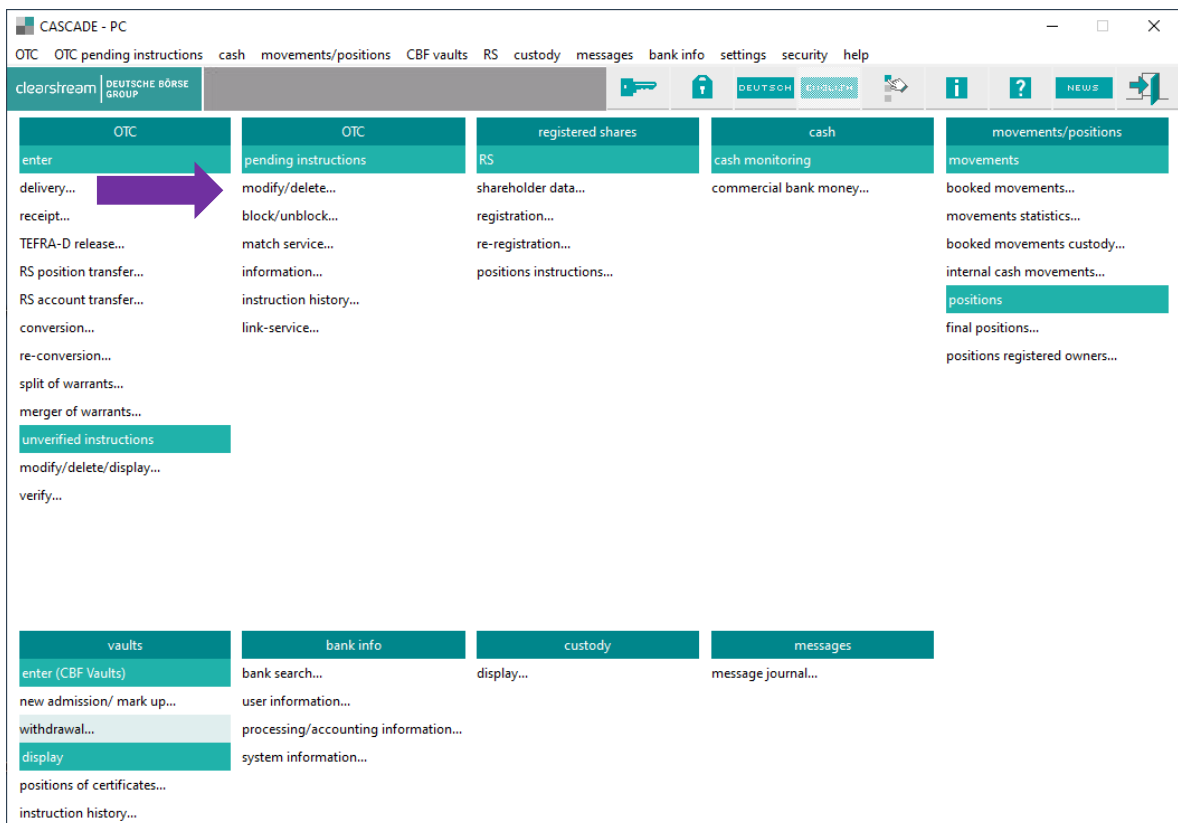 CASCADE - PC
OTC OTC pending instructions cash movements/positions CBF vaults RS custody messages bank info settings security help
clearstream DEUTSCHE BÖRSE GROUP DEUTSCH ENGLISH i ? NEWS
OTC
enter
delivery...
receipt...
TEFRA-D release...
RS position transfer...
RS account transfer...
conversion...
re-conversion...
split of warrants...
merger of warrants...
unverified instructions
modify/delete/display...
verify...
OTC
pending instructions
modify/delete...
block/unblock...
match service...
information...
instruction history...
link-service...
registered shares
RS
shareholder data...
registration...
re-registration...
positions instructions...
cash
cash monitoring
commercial bank money...
movements/positions
movements
booked movements...
movements statistics...
booked movements custody...
internal cash movements...
positions
final positions...
positions registered owners...
vaults
enter (CBF Vaults)
new admission/ mark up...
withdrawal...
display
positions of certificates...
instruction history...
bank info
bank search...
user information...
processing/accounting information...
system information...
custody
display...
messages
message journal...